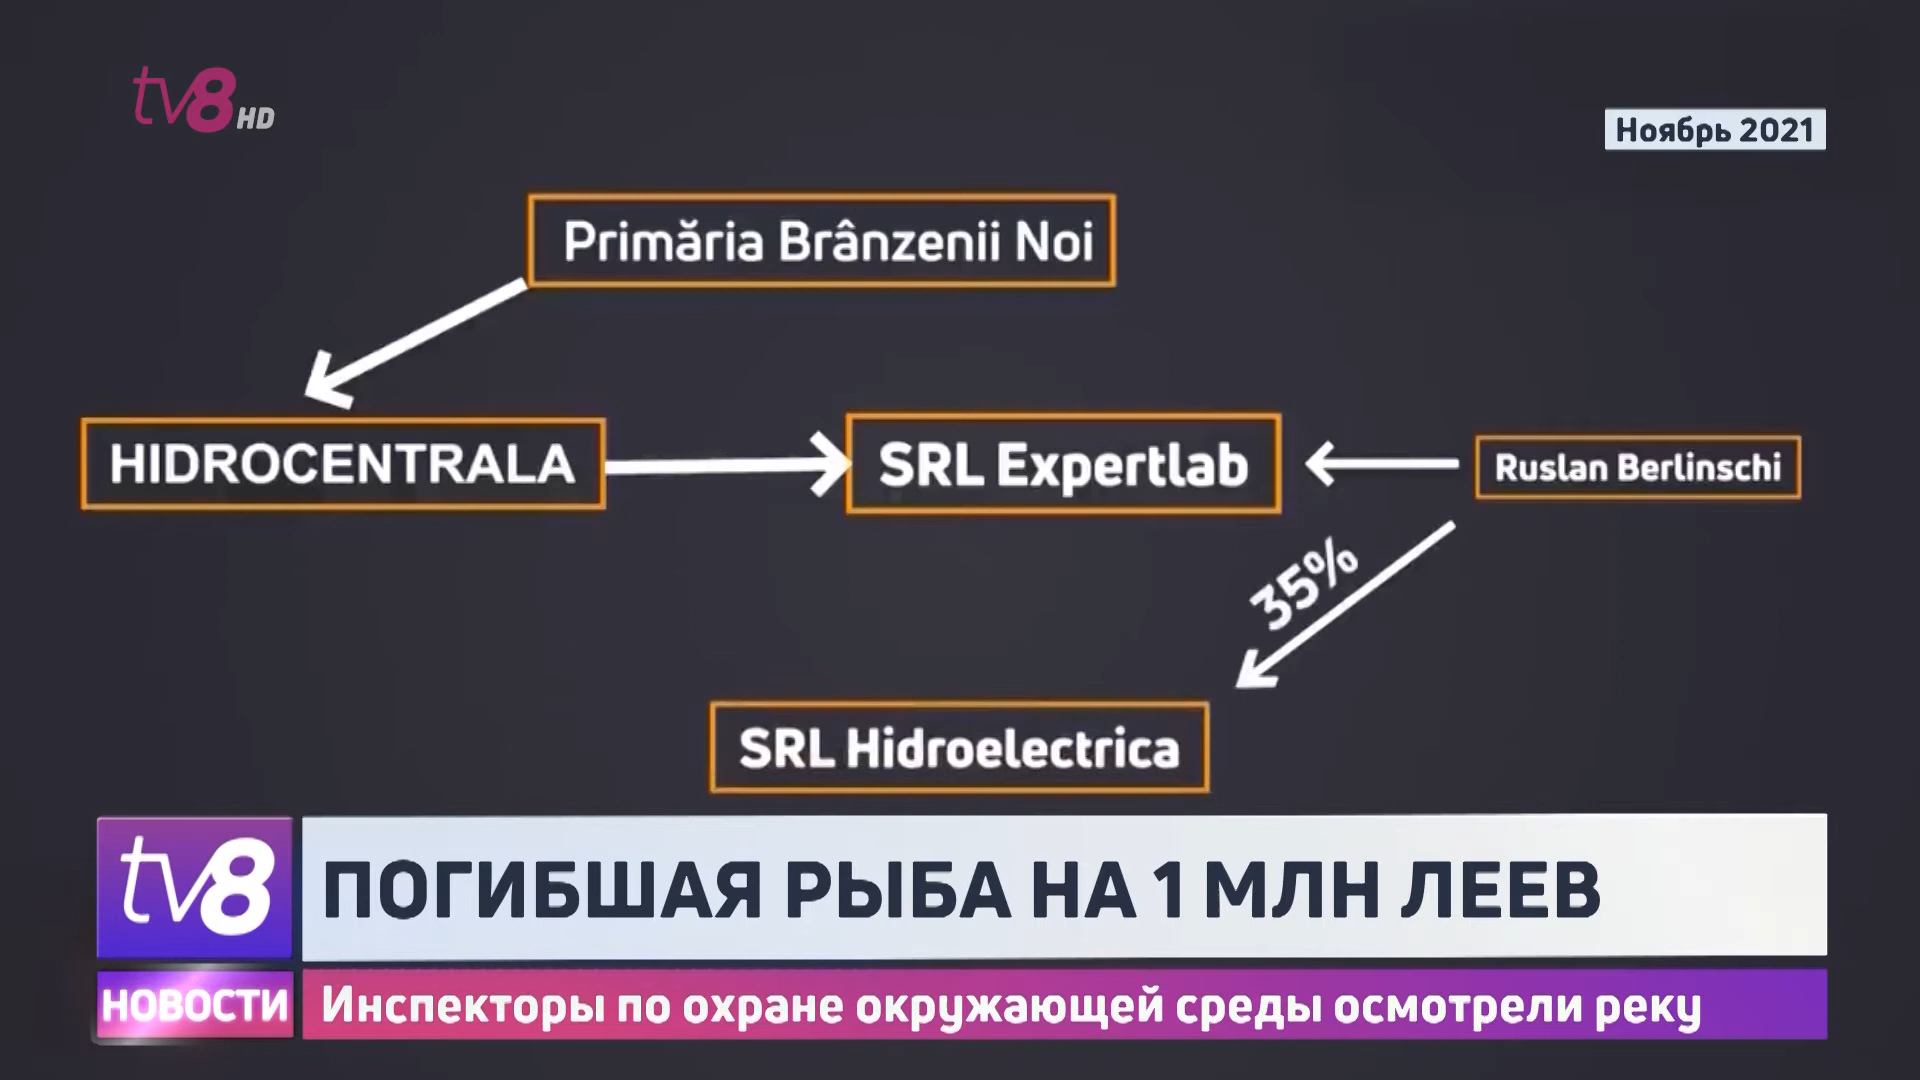 tv8 HD
Ноябрь 2021
Primăria Brânzenii Noi
HIDROCENTRALA
SRL Expertlab
Ruslan Berlinschi
35%
SRL Hidroelectrica
tv8
ПОГИБШАЯ РЫБА НА 1 МЛН ЛЕЕВ
НОВОСТИ
Инспекторы по охране окружающей среды осмотрели реку